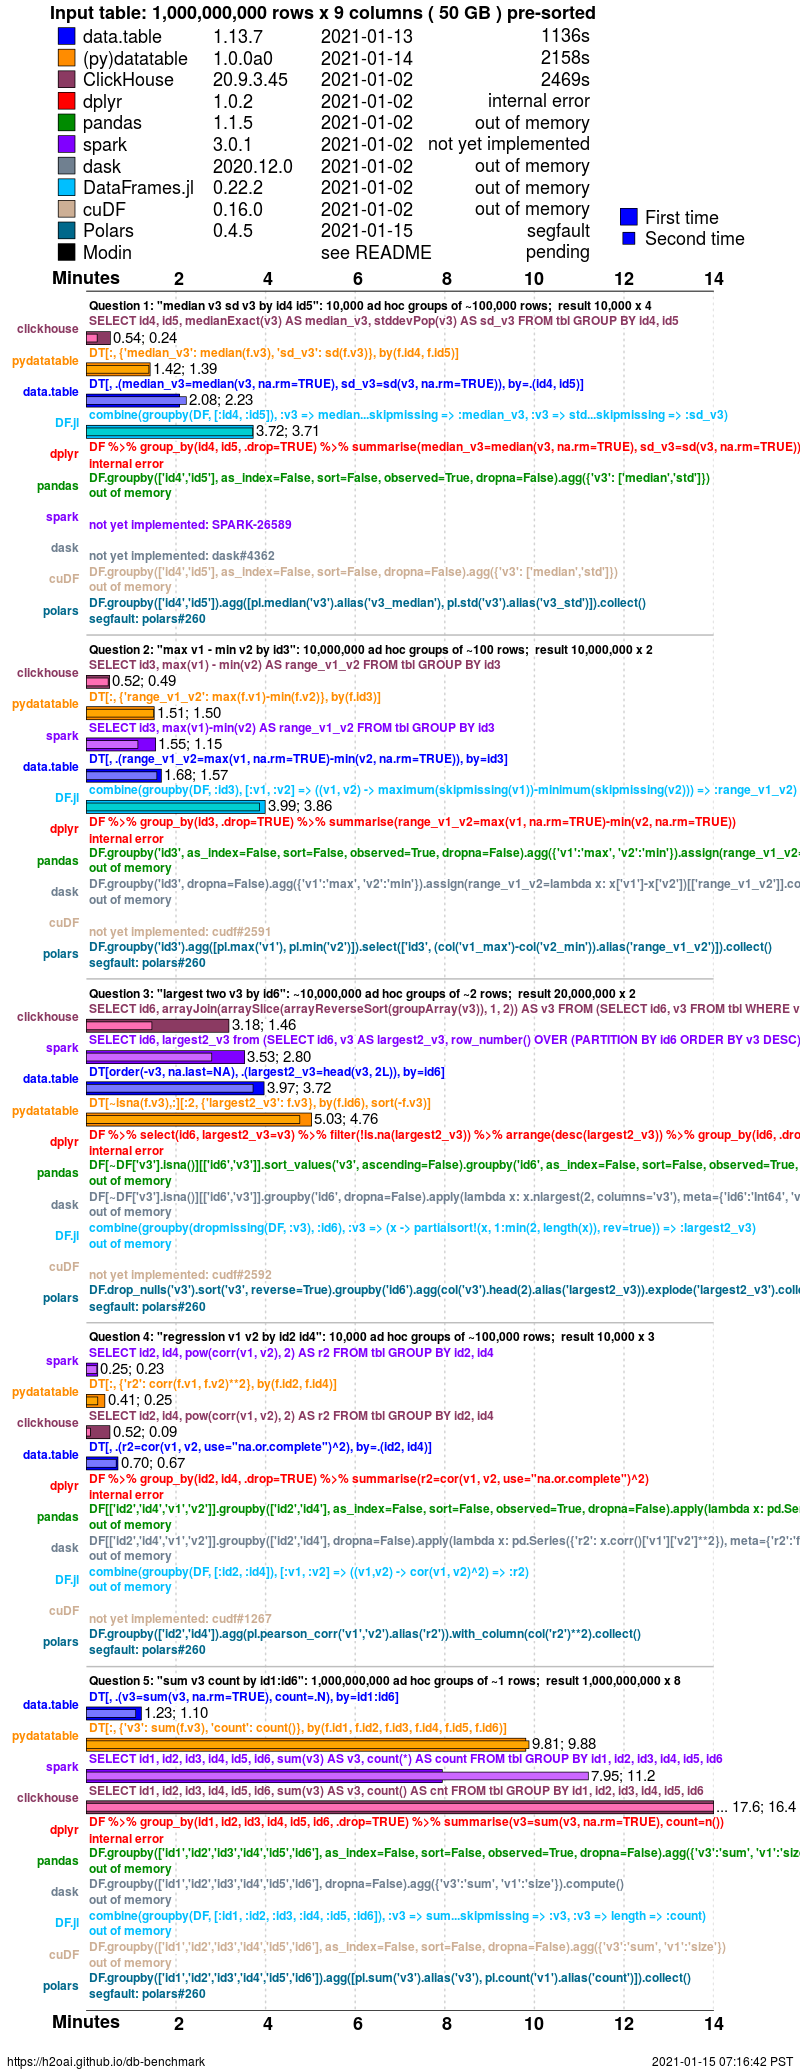 Input table: 1,000,000,000 rows x 9 columns ( 50 GB ) pre-sorted
data.table 1.13.7 2021-01-13 1136s
(py)datatable 1.0.0a0 2021-01-14 2158s
ClickHouse 20.9.3.45 2021-01-02 2469s
dplyr 1.0.2 2021-01-02 internal error
pandas 1.1.5 2021-01-02 out of memory
spark 3.0.1 2021-01-02 not yet implemented
dask 2020.12.0 2021-01-02 out of memory
DataFrames.jl 0.22.2 2021-01-02 out of memory
cuDF 0.16.0 2021-01-02 out of memory
Polars 0.4.5 2021-01-15 segfault
Modin see README pending
First time
Second time
Minutes 2 4 6 8 10 12 14
Question 1: "median v3 sd v3 by id4 id5": 10,000 ad hoc groups of ~100,000 rows; result 10,000 x 4
clickhouse SELECT id4, id5, medianExact(v3) AS median_v3, stddevPop(v3) AS sd_v3 FROM tbl GROUP BY id4, id5
0.54; 0.24
pydatatable DT[:, {'median_v3': median(f.v3), 'sd_v3': sd(f.v3)}, by(f.id4, f.id5)]
1.42; 1.39
data.table DT[, .(median_v3=median(v3, na.rm=TRUE), sd_v3=sd(v3, na.rm=TRUE)), by=.(id4, id5)]
2.08; 2.23
DF.jl combine(groupby(DF, [:id4, :id5]), :v3 => median...skipmissing => :median_v3, :v3 => std...skipmissing => :sd_v3)
3.72; 3.71
dplyr DF %>% group_by(id4, id5, .drop=TRUE) %>% summarise(median_v3=median(v3, na.rm=TRUE), sd_v3=sd(v3, na.rm=TRUE))
internal error
pandas DF.groupby(['id4','id5'], as_index=False, sort=False, observed=True, dropna=False).agg({'v3': ['median','std']})
out of memory
spark not yet implemented: SPARK-26589
dask not yet implemented: dask#4362
cuDF DF.groupby(['id4','id5'], as_index=False, sort=False, dropna=False).agg({'v3': ['median','std']})
out of memory
polars DF.groupby(['id4','id5']).agg([pl.median('v3').alias('v3_median'), pl.std('v3').alias('v3_std')]).collect()
segfault: polars#260
Question 2: "max v1 - min v2 by id3": 10,000,000 ad hoc groups of ~100 rows; result 10,000,000 x 2
clickhouse SELECT id3, max(v1) - min(v2) AS range_v1_v2 FROM tbl GROUP BY id3
0.52; 0.49
pydatatable DT[:, {'range_v1_v2': max(f.v1)-min(f.v2)}, by(f.id3)]
1.51; 1.50
spark SELECT id3, max(v1)-min(v2) AS range_v1_v2 FROM tbl GROUP BY id3
1.55; 1.15
data.table DT[, .(range_v1_v2=max(v1, na.rm=TRUE)-min(v2, na.rm=TRUE)), by=id3]
1.68; 1.57
DF.jl combine(groupby(DF, :id3), [:v1, :v2] => ((v1, v2) -> maximum(skipmissing(v1))-minimum(skipmissing(v2))) => :range_v1_v2)
3.99; 3.86
dplyr DF %>% group_by(id3, .drop=TRUE) %>% summarise(range_v1_v2=max(v1, na.rm=TRUE)-min(v2, na.rm=TRUE))
internal error
pandas DF.groupby('id3', as_index=False, sort=False, observed=True, dropna=False).agg({'v1':'max', 'v2':'min'}).assign(range_v1_v2=
out of memory
dask DF.groupby('id3', dropna=False).agg({'v1':'max', 'v2':'min'}).assign(range_v1_v2=lambda x: x['v1']-x['v2'])[['range_v1_v2']].co
out of memory
cuDF not yet implemented: cudf#2591
polars DF.groupby('id3').agg([pl.max('v1'), pl.min('v2')]).select(['id3', (col('v1_max')-col('v2_min')).alias('range_v1_v2')]).collect()
segfault: polars#260
Question 3: "largest two v3 by id6": ~10,000,000 ad hoc groups of ~2 rows; result 20,000,000 x 2
clickhouse SELECT id6, arrayJoin(arraySlice(arrayReverseSort(groupArray(v3)), 1, 2)) AS v3 FROM (SELECT id6, v3 FROM tbl WHERE v
3.18; 1.46
spark SELECT id6, largest2_v3 from (SELECT id6, v3 AS largest2_v3, row_number() OVER (PARTITION BY id6 ORDER BY v3 DESC)
3.53; 2.80
data.table DT[order(-v3, na.last=NA), .(largest2_v3=head(v3, 2L)), by=id6]
3.97; 3.72
pydatatable DT[~isna(f.v3),:][:2, {'largest2_v3': f.v3}, by(f.id6), sort(-f.v3)]
5.03; 4.76
dplyr DF %>% select(id6, largest2_v3=v3) %>% filter(!is.na(largest2_v3)) %>% arrange(desc(largest2_v3)) %>% group_by(id6, .dro
internal error
pandas DF[~DF['v3'].isna()][['id6','v3']].sort_values('v3', ascending=False).groupby('id6', as_index=False, sort=False, observed=True,
out of memory
dask DF[~DF['v3'].isna()][['id6','v3']].groupby('id6', dropna=False).apply(lambda x: x.nlargest(2, columns='v3'), meta={'id6':'Int64', 'v
out of memory
DF.jl combine(groupby(dropmissing(DF, :v3), :id6), :v3 => (x -> partialsort!(x, 1:min(2, length(x)), rev=true)) => :largest2_v3)
out of memory
cuDF not yet implemented: cudf#2592
polars DF.drop_nulls('v3').sort('v3', reverse=True).groupby('id6').agg(col('v3').head(2).alias('largest2_v3')).explode('largest2_v3').colle
segfault: polars#260
Question 4: "regression v1 v2 by id2 id4": 10,000 ad hoc groups of ~100,000 rows; result 10,000 x 3
spark SELECT id2, id4, pow(corr(v1, v2), 2) AS r2 FROM tbl GROUP BY id2, id4
0.25; 0.23
pydatatable DT[:, {'r2': corr(f.v1, f.v2)**2}, by(f.id2, f.id4)]
0.41; 0.25
clickhouse SELECT id2, id4, pow(corr(v1, v2), 2) AS r2 FROM tbl GROUP BY id2, id4
0.52; 0.09
data.table DT[, .(r2=cor(v1, v2, use="na.or.complete")^2), by=.(id2, id4)]
0.70; 0.67
dplyr DF %>% group_by(id2, id4, .drop=TRUE) %>% summarise(r2=cor(v1, v2, use="na.or.complete")^2)
internal error
pandas DF[['id2','id4','v1','v2']].groupby(['id2','id4'], as_index=False, sort=False, observed=True, dropna=False).apply(lambda x: pd.Ser
out of memory
dask DF[['id2','id4','v1','v2']].groupby(['id2','id4'], dropna=False).apply(lambda x: pd.Series({'r2': x.corr()['v1']['v2']**2}), meta={'r2':'f
out of memory
DF.jl combine(groupby(DF, [:id2, :id4]), [:v1, :v2] => ((v1,v2) -> cor(v1, v2)^2) => :r2)
out of memory
cuDF not yet implemented: cudf#1267
polars DF.groupby(['id2','id4']).agg(pl.pearson_corr('v1','v2').alias('r2')).with_column(col('r2')**2).collect()
segfault: polars#260
Question 5: "sum v3 count by id1:id6": 1,000,000,000 ad hoc groups of ~1 rows; result 1,000,000,000 x 8
data.table DT[, .(v3=sum(v3, na.rm=TRUE), count=.N), by=id1:id6]
1.23; 1.10
pydatatable DT[:, {'v3': sum(f.v3), 'count': count()}, by(f.id1, f.id2, f.id3, f.id4, f.id5, f.id6)]
9.81; 9.88
spark SELECT id1, id2, id3, id4, id5, id6, sum(v3) AS v3, count(*) AS count FROM tbl GROUP BY id1, id2, id3, id4, id5, id6
7.95; 11.2
clickhouse SELECT id1, id2, id3, id4, id5, id6, sum(v3) AS v3, count() AS cnt FROM tbl GROUP BY id1, id2, id3, id4, id5, id6
... 17.6; 16.4
dplyr DF %>% group_by(id1, id2, id3, id4, id5, id6, .drop=TRUE) %>% summarise(v3=sum(v3, na.rm=TRUE), count=n())
internal error
pandas DF.groupby(['id1','id2','id3','id4','id5','id6'], as_index=False, sort=False, observed=True, dropna=False).agg({'v3':'sum', 'v1':'size
out of memory
dask DF.groupby(['id1','id2','id3','id4','id5','id6'], dropna=False).agg({'v3':'sum', 'v1':'size'}).compute()
out of memory
DF.jl combine(groupby(DF, [:id1, :id2, :id3, :id4, :id5, :id6]), :v3 => sum...skipmissing => :v3, :v3 => length => :count)
out of memory
cuDF DF.groupby(['id1','id2','id3','id4','id5','id6'], as_index=False, sort=False, dropna=False).agg({'v3':'sum', 'v1':'size'})
out of memory
polars DF.groupby(['id1','id2','id3','id4','id5','id6']).agg([pl.sum('v3').alias('v3'), pl.count('v1').alias('count')]).collect()
segfault: polars#260
Minutes 2 4 6 8 10 12 14
https://h2oai.github.io/db-benchmark 2021-01-15 07:16:42 PST